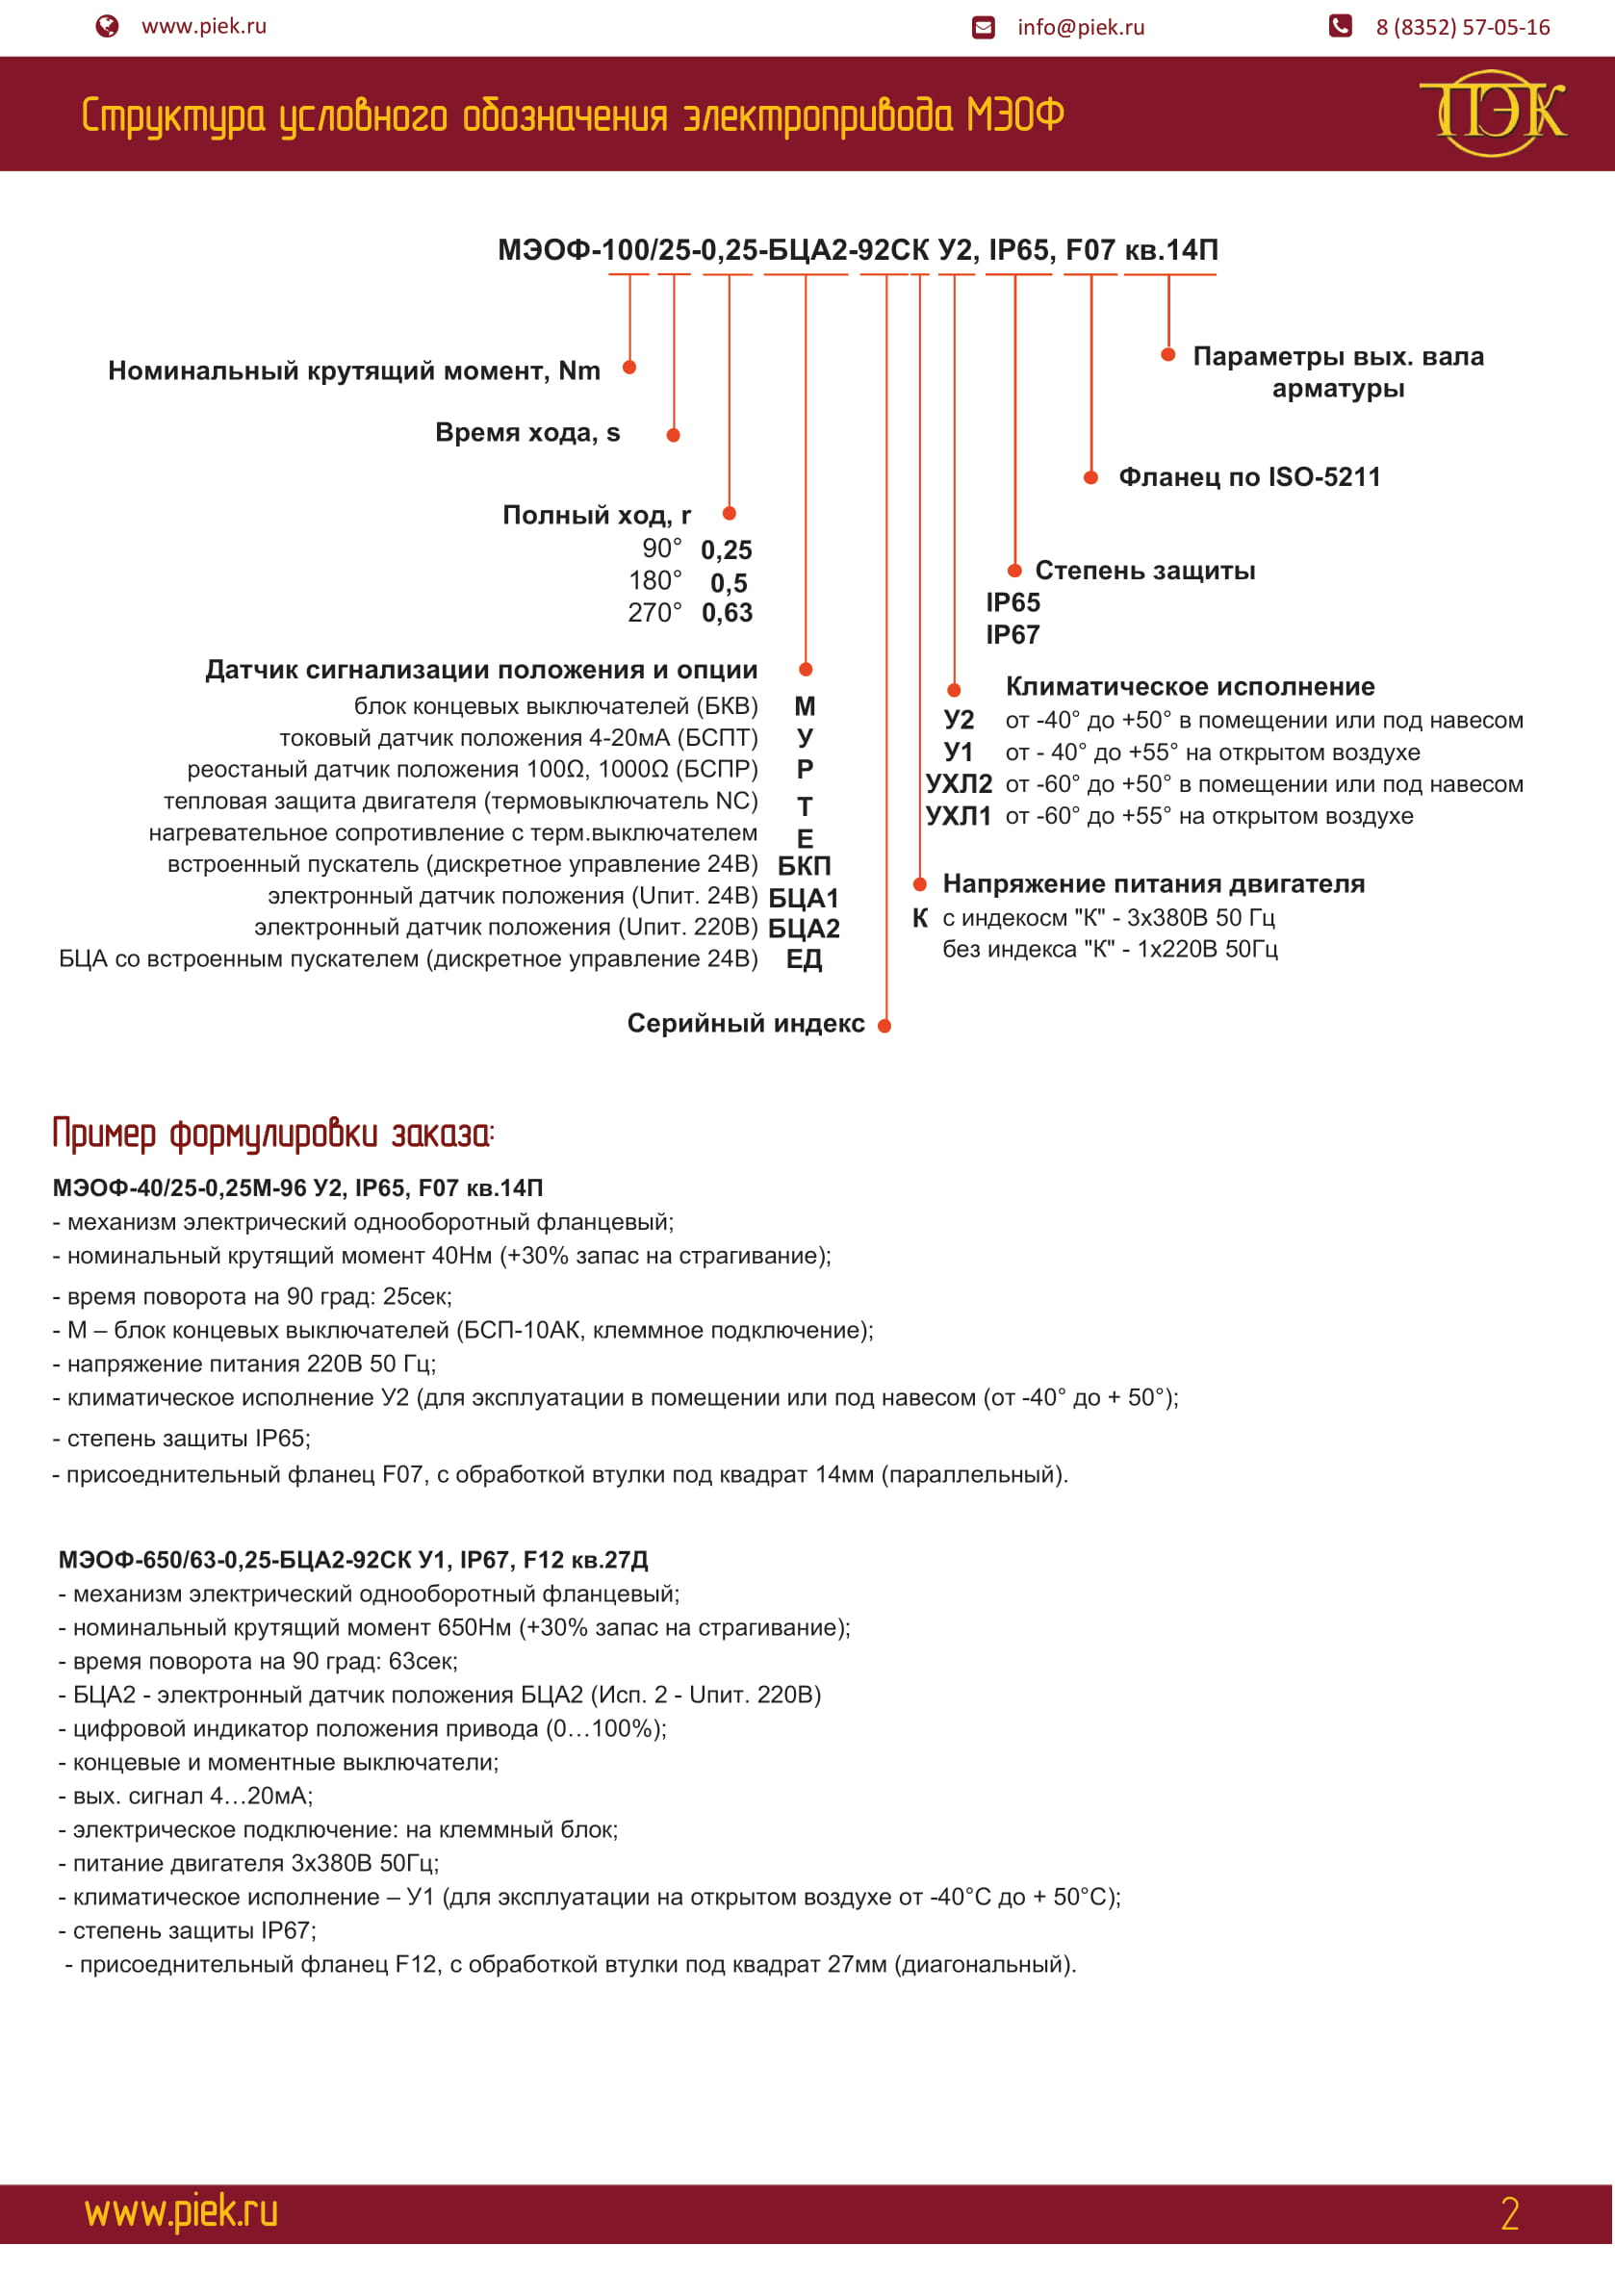 www.piek.ru
info@piek.ru
8 (8352) 57-05-16
Структура условного обозначения электропривода МЭОФ
ПЭК
МЭОФ-100/25-0,25-БЦА2-92СК У2, IP65, F07 кв.14П
Номинальный крутящий момент, Nm
Параметры вых. вала
арматуры
Время хода, s
Фланец по ISO-5211
Полный ход, r
90° 0,25
180° 0,5
270° 0,63
Степень защиты
IP65
IP67
Датчик сигнализации положения и опции
блок концевых выключателей (БКВ) М
токовый датчик положения 4-20мА (БСПТ) У
реостаный датчик положения 100Ω, 1000Ω (БСПР) Р
тепловая защита двигателя (термовыключатель NC) Т
нагревательное сопротивление с терм.выключателем Е
встроенный пускатель (дискретное управление 24В) БКП
электронный датчик положения (Uпит. 24В) БЦА1
электронный датчик положения (Uпит. 220В) БЦА2
БЦА со встроенным пускателем (дискретное управление 24В) ЕД
Климатическое исполнение
У2 от -40° до +50° в помещении или под навесом
У1 от - 40° до +55° на открытом воздухе
УХЛ2 от -60° до +50° в помещении или под навесом
УХЛ1 от -60° до +55° на открытом воздухе
Напряжение питания двигателя
К с индекосм "К" - 3х380В 50 Гц
без индекса "К" - 1х220В 50Гц
Серийный индекс
Пример формулировки заказа:
МЭОФ-40/25-0,25М-96 У2, IP65, F07 кв.14П
- механизм электрический однооборотный фланцевый;
- номинальный крутящий момент 40Нм (+30% запас на страгивание);
- время поворота на 90 град: 25сек;
- М – блок концевых выключателей (БСП-10АК, клеммное подключение);
- напряжение питания 220В 50 Гц;
- климатическое исполнение У2 (для эксплуатации в помещении или под навесом (от -40° до + 50°);
- степень защиты IP65;
- присоеднительный фланец F07, с обработкой втулки под квадрат 14мм (параллельный).
МЭОФ-650/63-0,25-БЦА2-92СК У1, IP67, F12 кв.27Д
- механизм электрический однооборотный фланцевый;
- номинальный крутящий момент 650Нм (+30% запас на страгивание);
- время поворота на 90 град: 63сек;
- БЦА2 - электронный датчик положения БЦА2 (Исп. 2 - Uпит. 220В)
- цифровой индикатор положения привода (0…100%);
- концевые и моментные выключатели;
- вых. сигнал 4…20мА;
- электрическое подключение: на клеммный блок;
- питание двигателя 3х380В 50Гц;
- климатическое исполнение – У1 (для эксплуатации на открытом воздухе от -40°С до + 50°С);
- степень защиты IP67;
- присоеднительный фланец F12, с обработкой втулки под квадрат 27мм (диагональный).
www.piek.ru
2